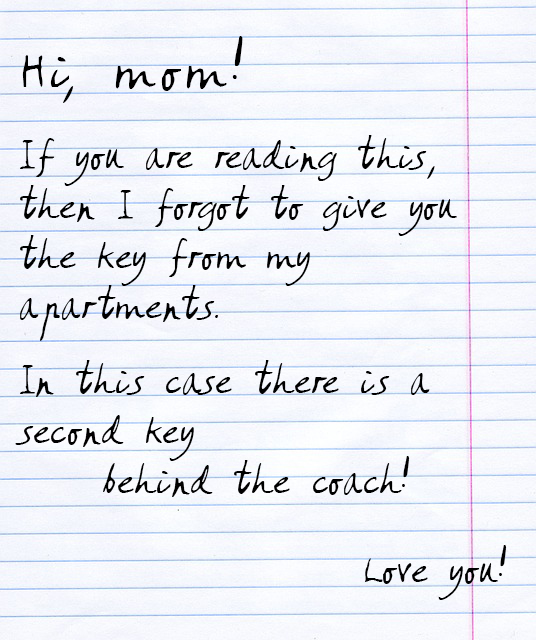 Hi, mom!
If you are reading this,
then I forgot to give you
the key from my
apartments.
In this case there is a
second key
behind the coach!
Love you!